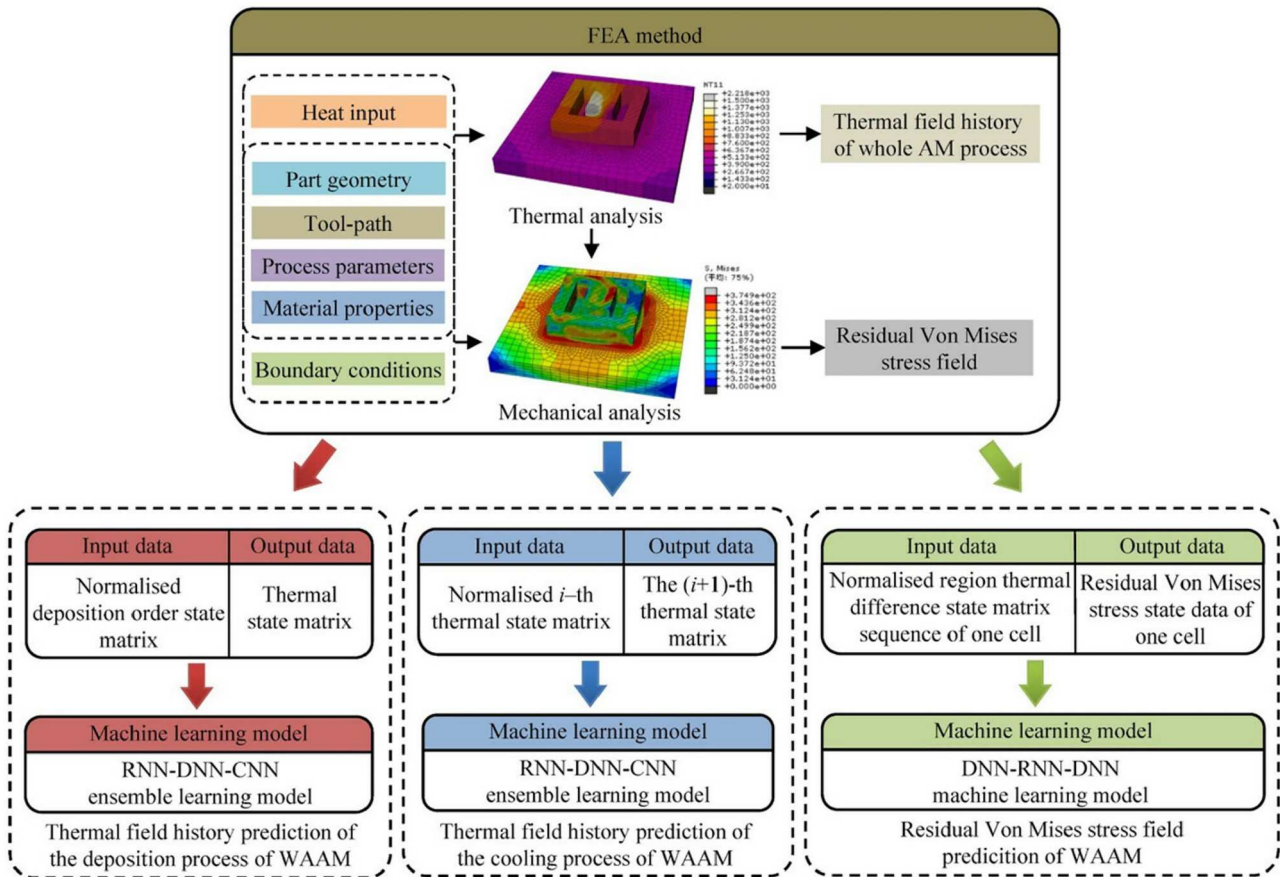 FEA method
Heat input
Part geometry
Tool-path
Process parameters
Material properties
Boundary conditions
NT11
+2.218e+03
+1.500e+03
+1.377e+03
+1.253e+03
+1.130e+03
+1.007e+03
+8.833e+02
+7.600e+02
+6.367e+02
+5.133e+02
+3.900e+02
+2.667e+02
+1.433e+02
+2.000e+01
Thermal analysis
Thermal field history
of whole AM process
S, Mises
(平均: 75%)
+3.749e+02
+3.436e+02
+3.124e+02
+2.812e+02
+2.499e+02
+2.187e+02
+1.874e+02
+1.562e+02
+1.250e+02
+9.372e+01
+6.248e+01
+3.124e+01
+0.000e+00
Mechanical analysis
Residual Von Mises
stress field
Input data
Output data
Normalised
deposition order state
matrix
Thermal
state matrix
Machine learning model
RNN-DNN-CNN
ensemble learning model
Thermal field history prediction of
the deposition process of WAAM
Input data
Output data
Normalised i–th
thermal state matrix
The (i+1)-th
thermal state
matrix
Machine learning model
RNN-DNN-CNN
ensemble learning model
Thermal field history prediction of
the cooling process of WAAM
Input data
Output data
Normalised region thermal
difference state matrix
sequence of one cell
Residual Von Mises
stress state data of
one cell
Machine learning model
DNN-RNN-DNN
machine learning model
Residual Von Mises stress field
predicition of WAAM